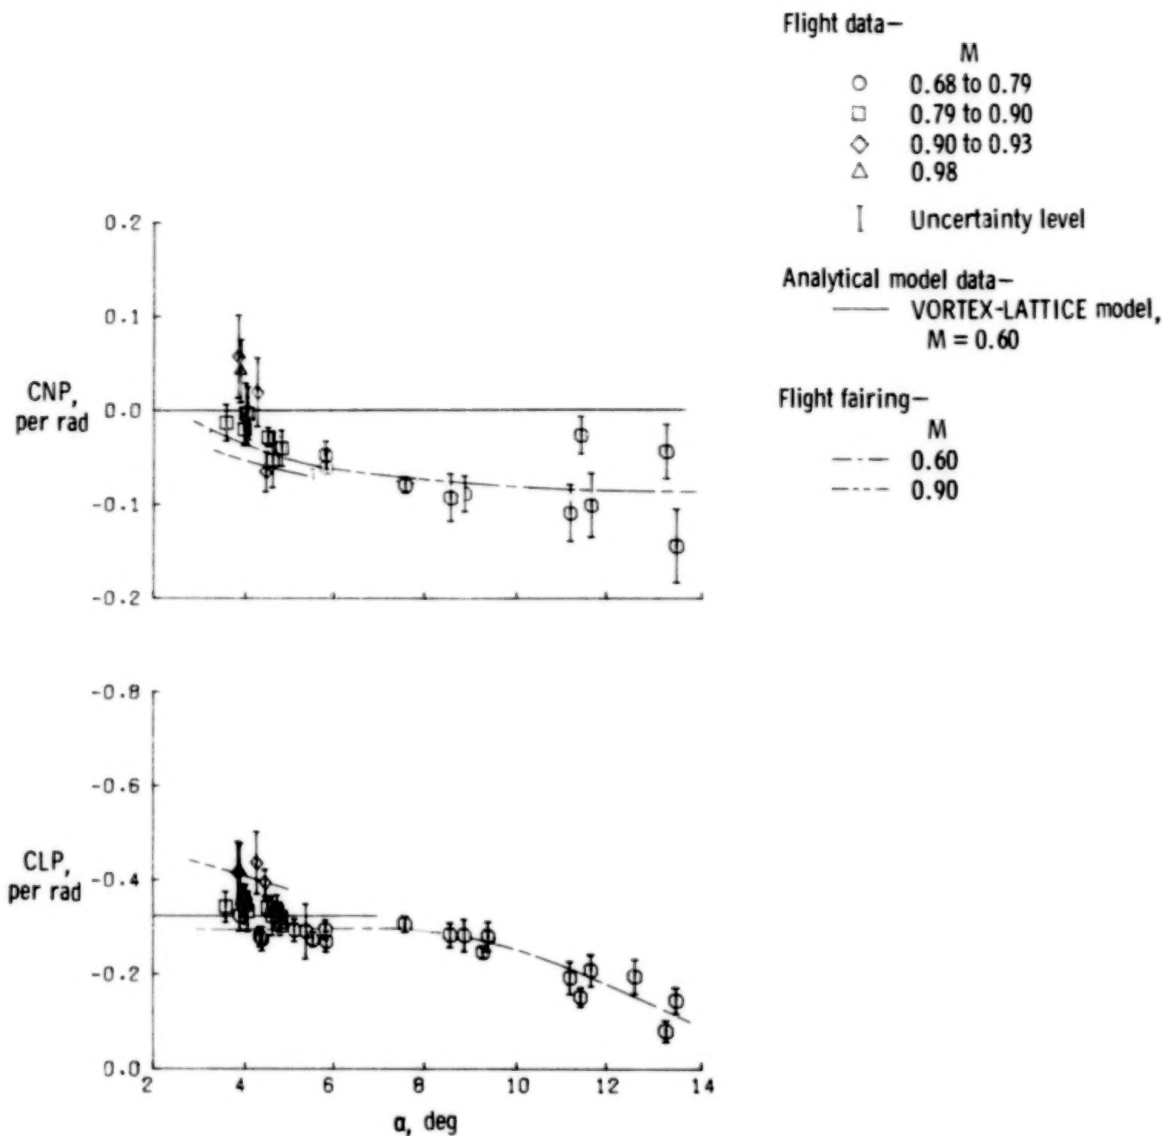 Flight data—
M
0.68 to 0.79
0.79 to 0.90
0.90 to 0.93
0.98
Uncertainty level
Analytical model data—
VORTEX-LATTICE model,
M = 0.60
Flight fairing—
M
0.60
0.90
0.2
0.1
0.0
-0.1
-0.2
CNP,
per rad
-0.8
-0.6
-0.4
-0.2
0.0
CLP,
per rad
2 4 6 8 10 12 14
α, deg